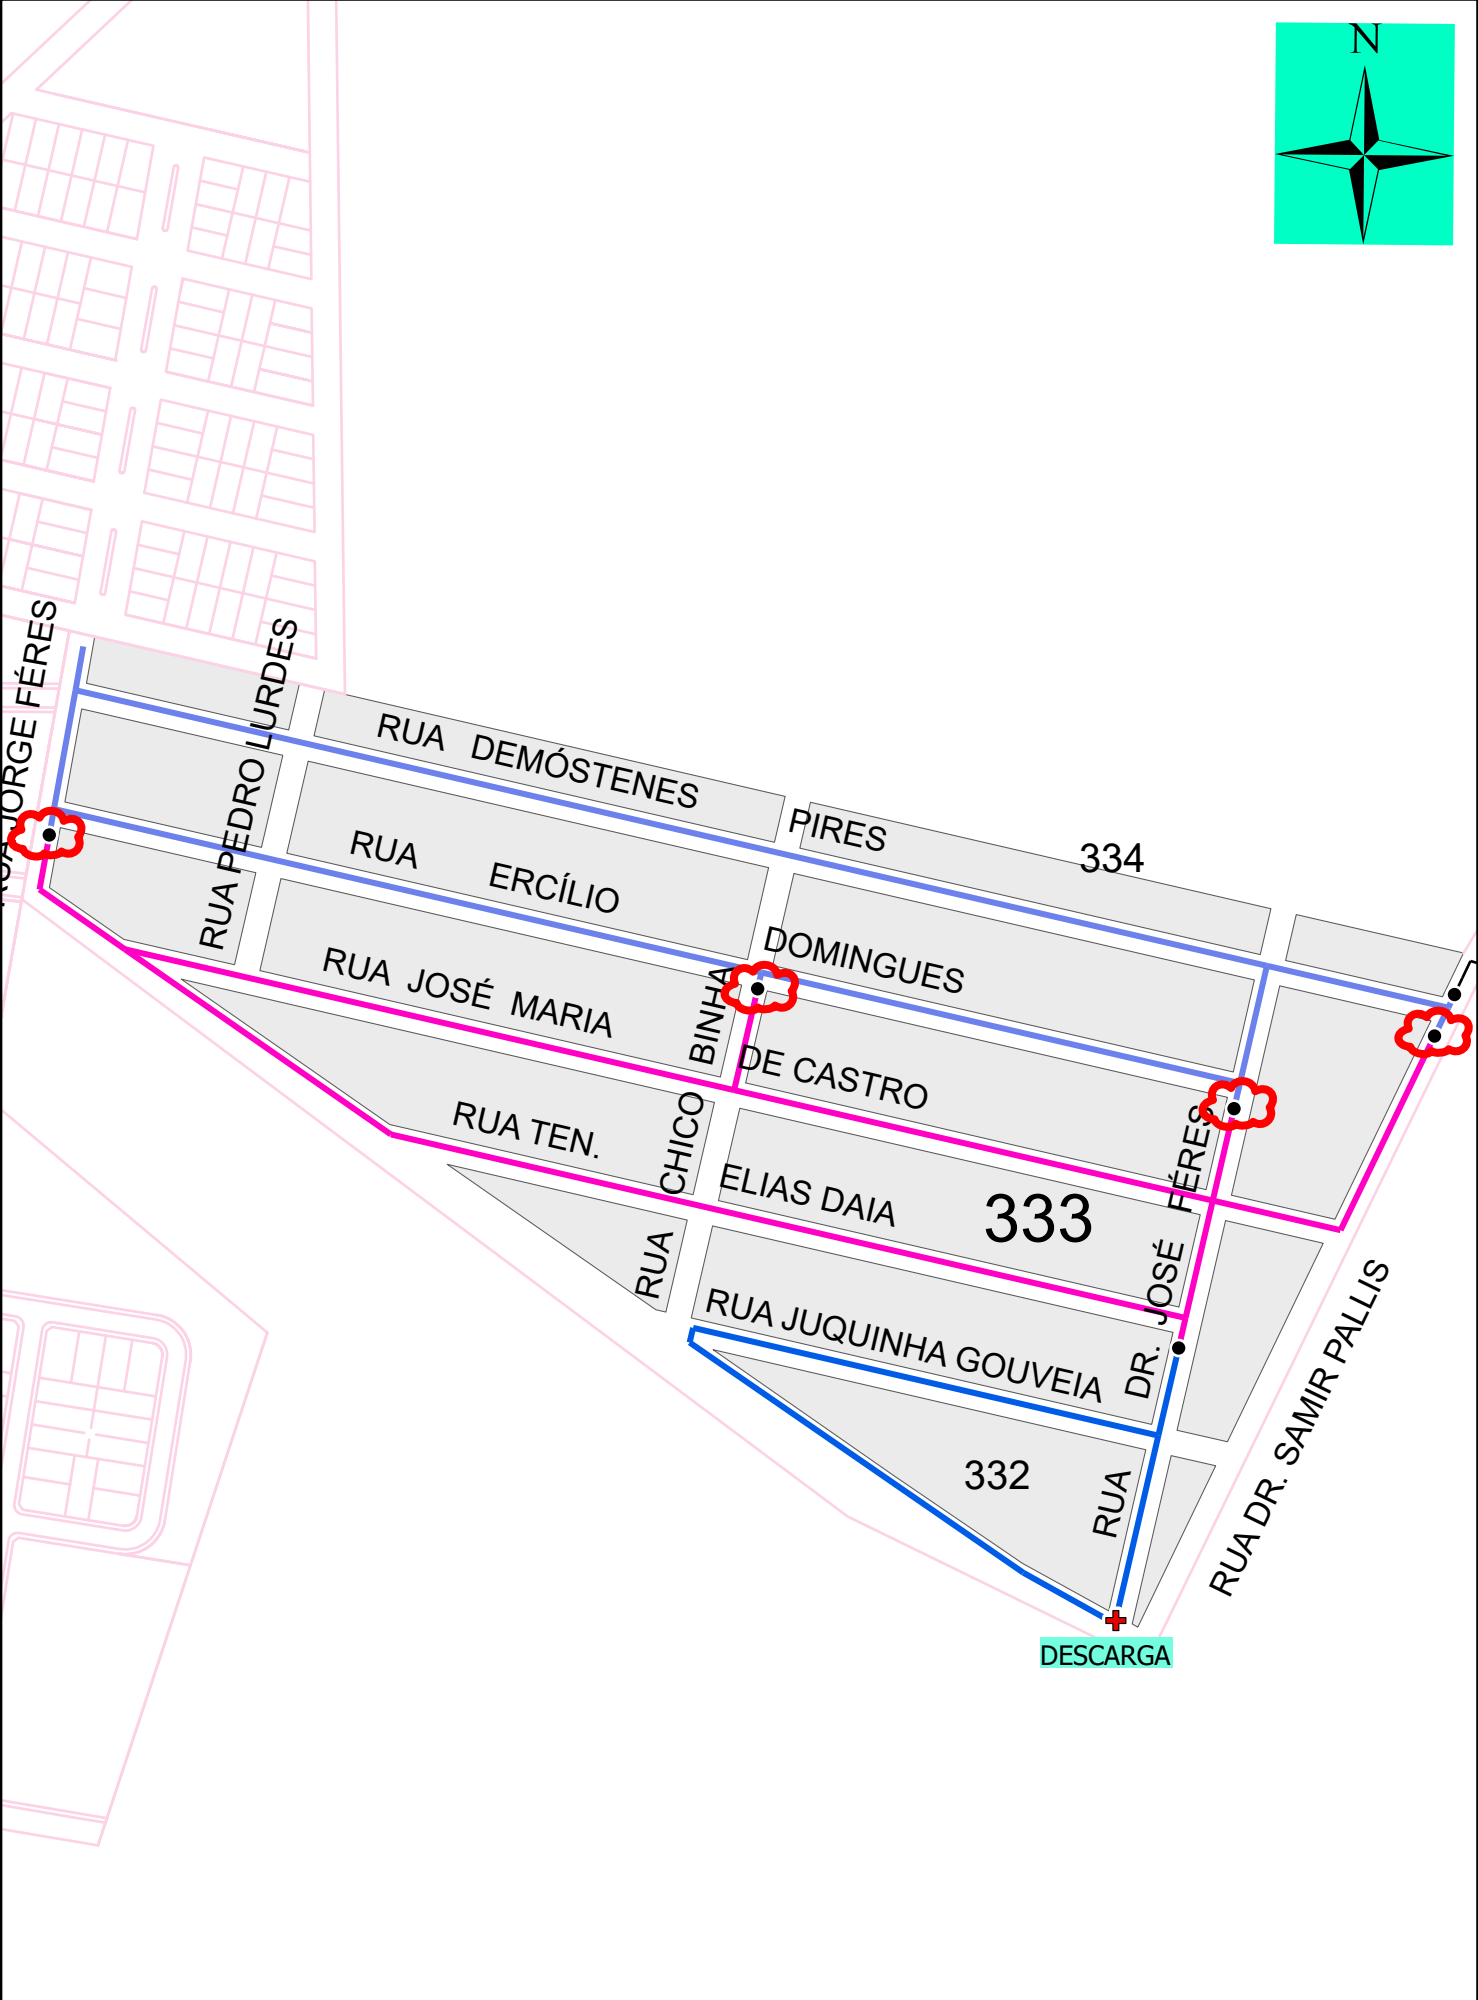 N
RUA JORGE FÉRES
RUA PEDRO LURDES
RUA DEMÓSTENES PIRES
334
RUA ERCÍLIO DOMINGUES
RUA JOSÉ MARIA DE CASTRO
RUA TEN. ELIAS DAIA
333
RUA CHICO BINHA
RUA JUQUINHA GOUVEIA
RUA DR. JOSÉ FÉRES
332
RUA DR. SAMIR PALLIS
DESCARGA